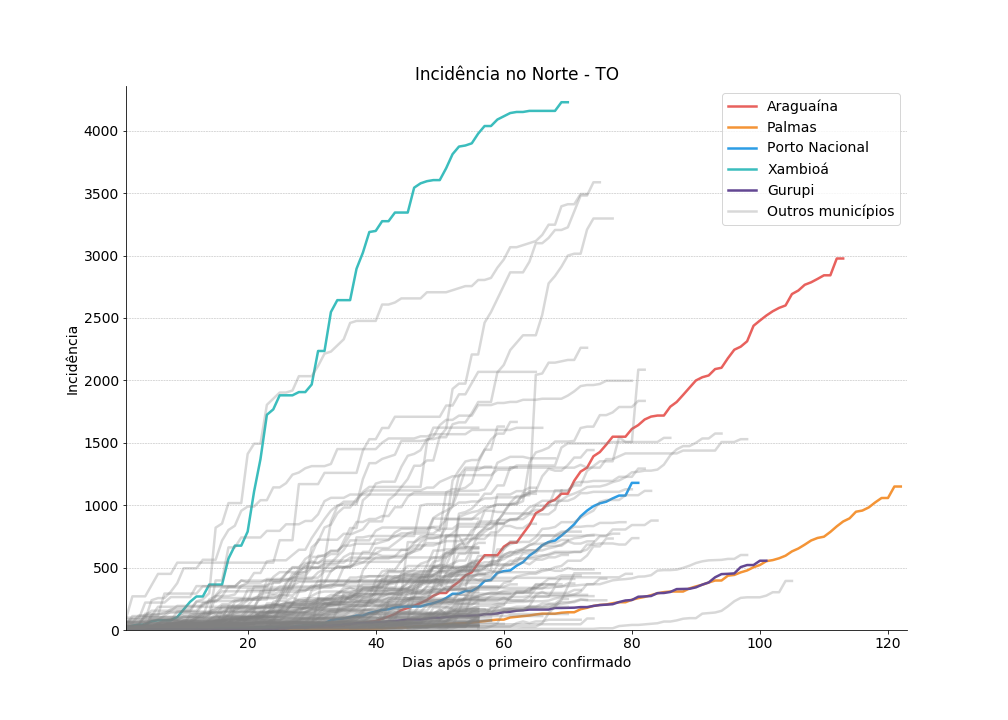 Incidência no Norte - TO
Araguaína
Palmas
Porto Nacional
Xambioá
Gurupi
Outros municípios
4000
3500
3000
2500
2000
1500
1000
500
0
Incidência
20 40 60 80 100 120
Dias após o primeiro confirmado